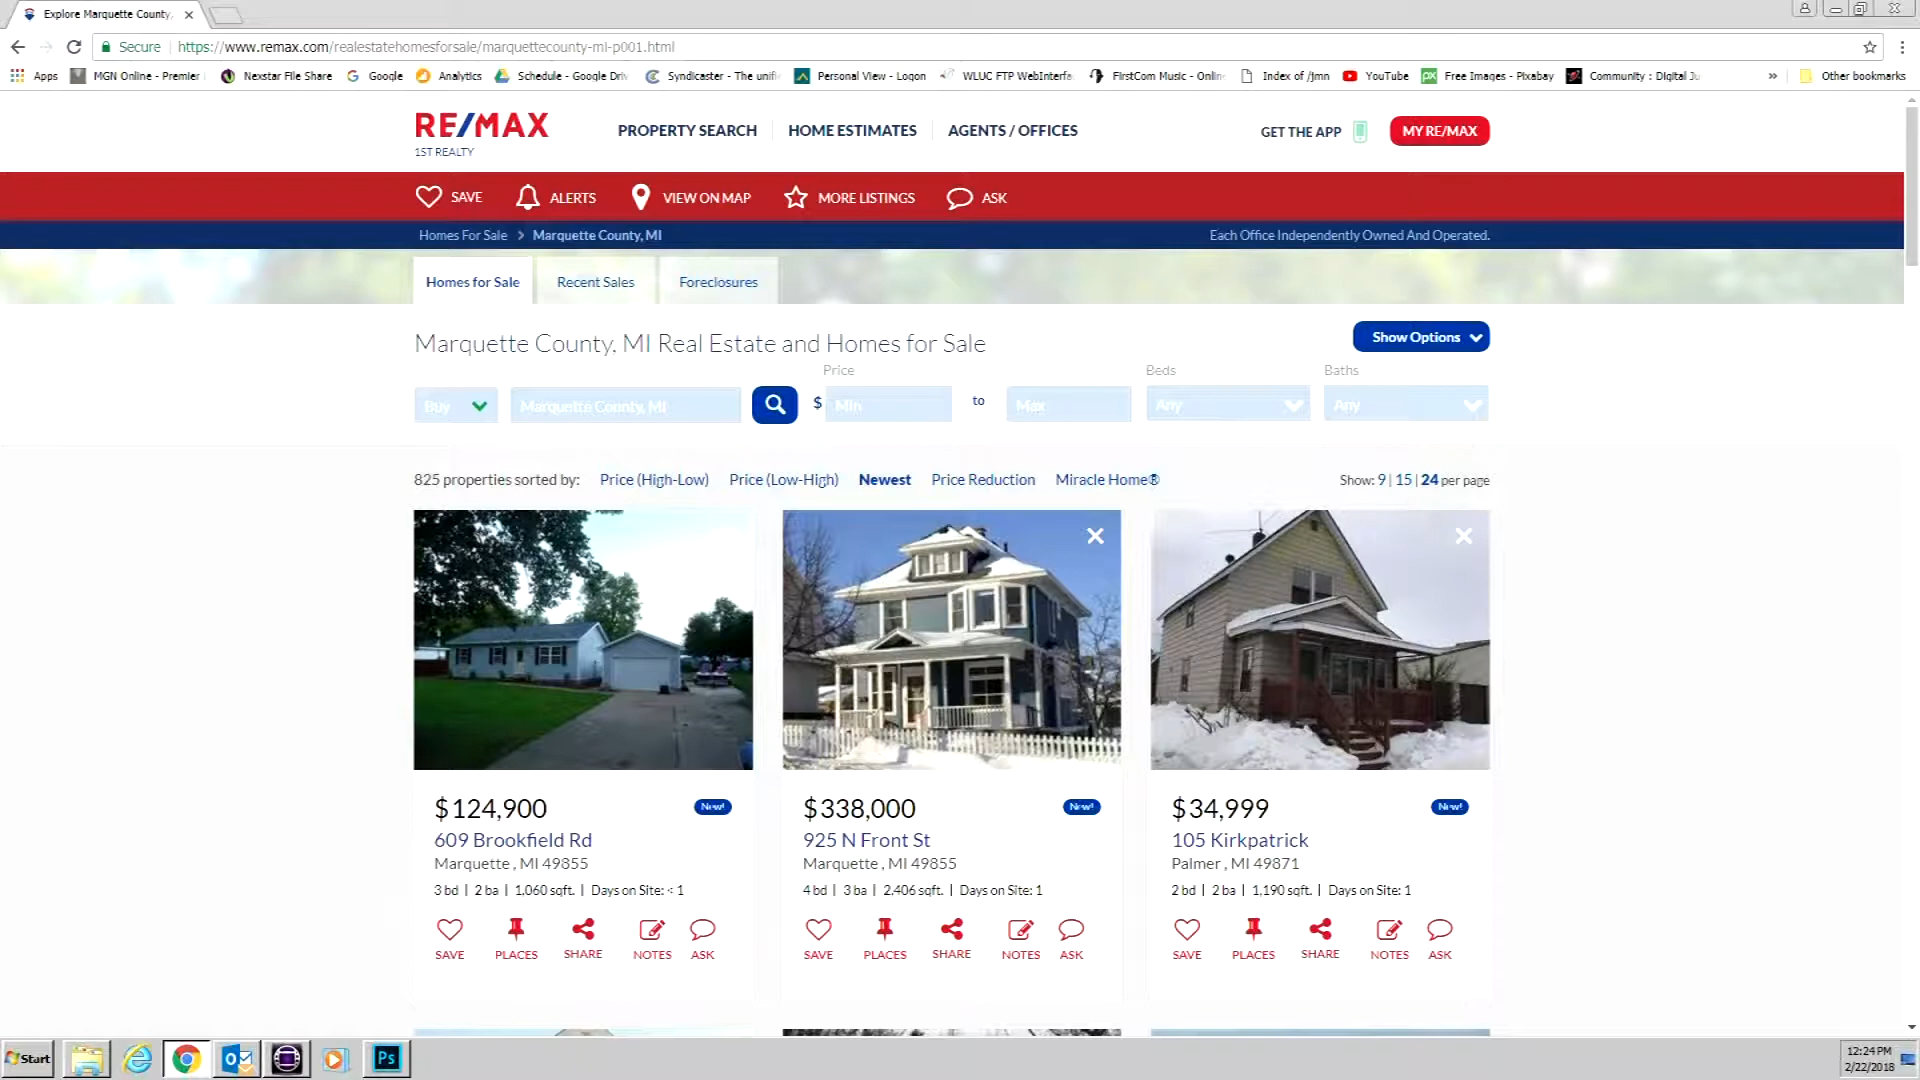 Explore Marquette County,
Secure https://www.remax.com/realestatehomesforsale/marquettecounty-mi-p001.html
Apps MGN Online - Premier Nexstar File Share Google Analytics Schedule - Google Driv Syndicaster - The unifi Personal View - Logon WLUC FTP WebInterfa FirstCom Music - Onlin Index of /jmn YouTube Free Images - Pixabay Community : Digital Ju » Other bookmarks
RE/MAX
1ST REALTY
PROPERTY SEARCH HOME ESTIMATES AGENTS / OFFICES GET THE APP MY RE/MAX
SAVE ALERTS VIEW ON MAP MORE LISTINGS ASK
Homes For Sale > Marquette County, MI Each Office Independently Owned And Operated.
Homes for Sale Recent Sales Foreclosures
Marquette County, MI Real Estate and Homes for Sale Show Options
Price Beds Baths
Buy Marquette County, MI $ Min to Max Any Any
825 properties sorted by: Price (High-Low) Price (Low-High) Newest Price Reduction Miracle Home® Show: 9 | 15 | 24 per page
$124,900 New!
609 Brookfield Rd
Marquette , MI 49855
3 bd | 2 ba | 1,060 sqft. | Days on Site: < 1
SAVE PLACES SHARE NOTES ASK
$338,000 New!
925 N Front St
Marquette , MI 49855
4 bd | 3 ba | 2,406 sqft. | Days on Site: 1
SAVE PLACES SHARE NOTES ASK
$34,999 New!
105 Kirkpatrick
Palmer , MI 49871
2 bd | 2 ba | 1,190 sqft. | Days on Site: 1
SAVE PLACES SHARE NOTES ASK
Start Ps 12:24 PM
2/22/2018